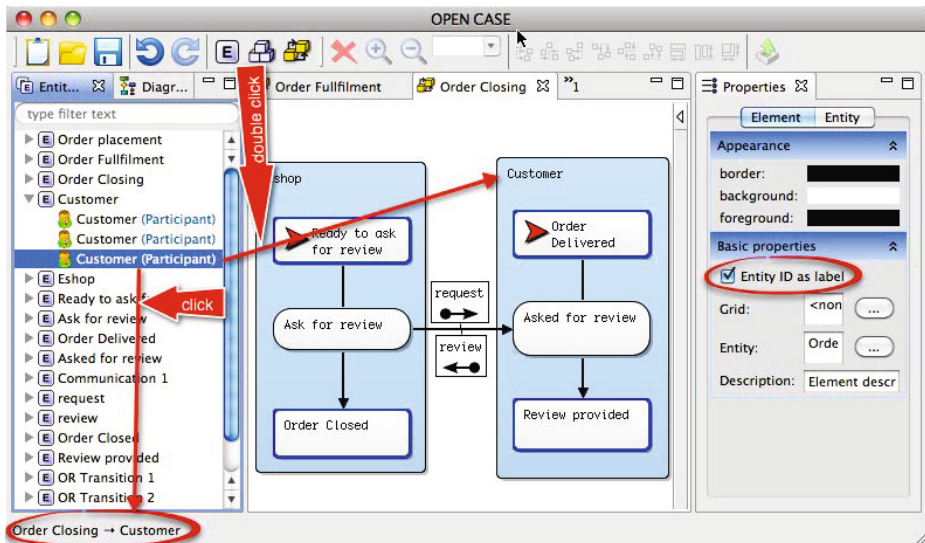 OPEN CASE
E
Entit...
Diagr...
Order Fullfilment
Order Closing
»1
Properties
type filter text
E Order placement
E Order Fullfilment
E Order Closing
E Customer
Customer (Participant)
Customer (Participant)
Customer (Participant)
E Eshop
E Ready to ask f
E Ask for review
E Order Delivered
E Asked for review
E Communication 1
E request
E review
E Order Closed
E Review provided
E OR Transition 1
E OR Transition 2
double click
click
Order Closing → Customer
shop
Ready to ask
for review
Ask for review
Order Closed
request
review
Customer
Order
Delivered
Asked for review
Review provided
Element
Entity
Appearance
border:
background:
foreground:
Basic properties
Entity ID as label
Grid:
<non
...
Entity:
Orde
...
Description:
Element descr